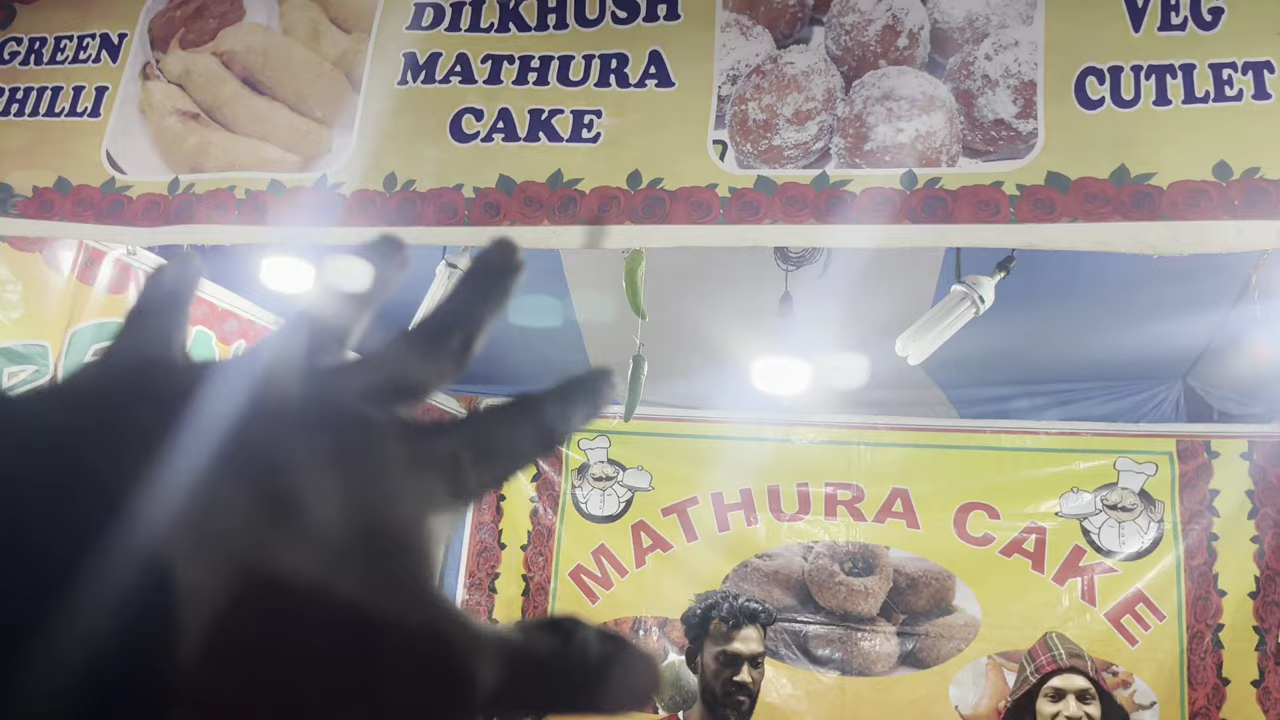 GREEN
CHILLI
DILKHUSH
MATHURA
CAKE
VEG
CUTLET
MATHURA CAKE